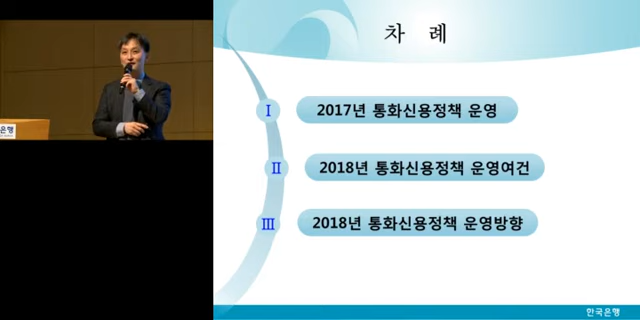 은행
차 례
Ⅰ 2017년 통화신용정책 운영
Ⅱ 2018년 통화신용정책 운영여건
Ⅲ 2018년 통화신용정책 운영방향
한국은행